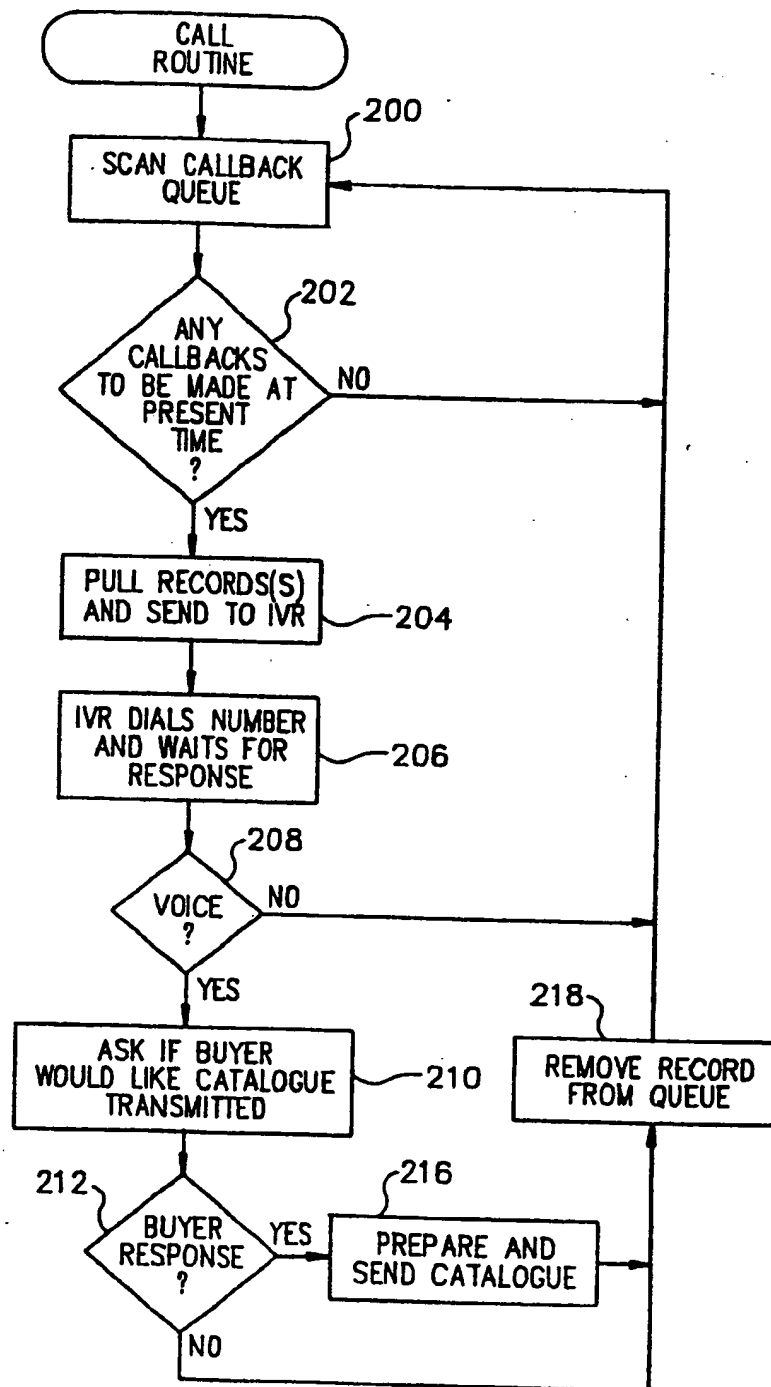 CALL
ROUTINE
200
SCAN CALLBACK
QUEUE
202
ANY
CALLBACKS
TO BE MADE AT
PRESENT
TIME
?
NO
YES
PULL RECORDS(S)
AND SEND TO IVR
204
IVR DIALS NUMBER
AND WAITS FOR
RESPONSE
206
208
VOICE
?
NO
YES
ASK IF BUYER
WOULD LIKE CATALOGUE
TRANSMITTED
210
218
REMOVE RECORD
FROM QUEUE
212
BUYER
RESPONSE
?
YES
216
PREPARE AND
SEND CATALOGUE
NO